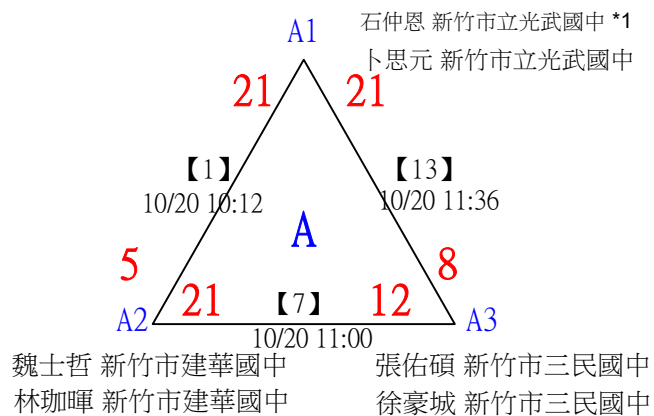 A1
石仲恩 新竹市立光武國中 *1
卜思元 新竹市立光武國中
21
21
【1】
10/20 10:12
【13】
10/20 11:36
A
5
8
A2
21
【7】
12
A3
10/20 11:00
魏士哲 新竹市建華國中
張佑碩 新竹市三民國中
林珈暉 新竹市建華國中
徐豪城 新竹市三民國中